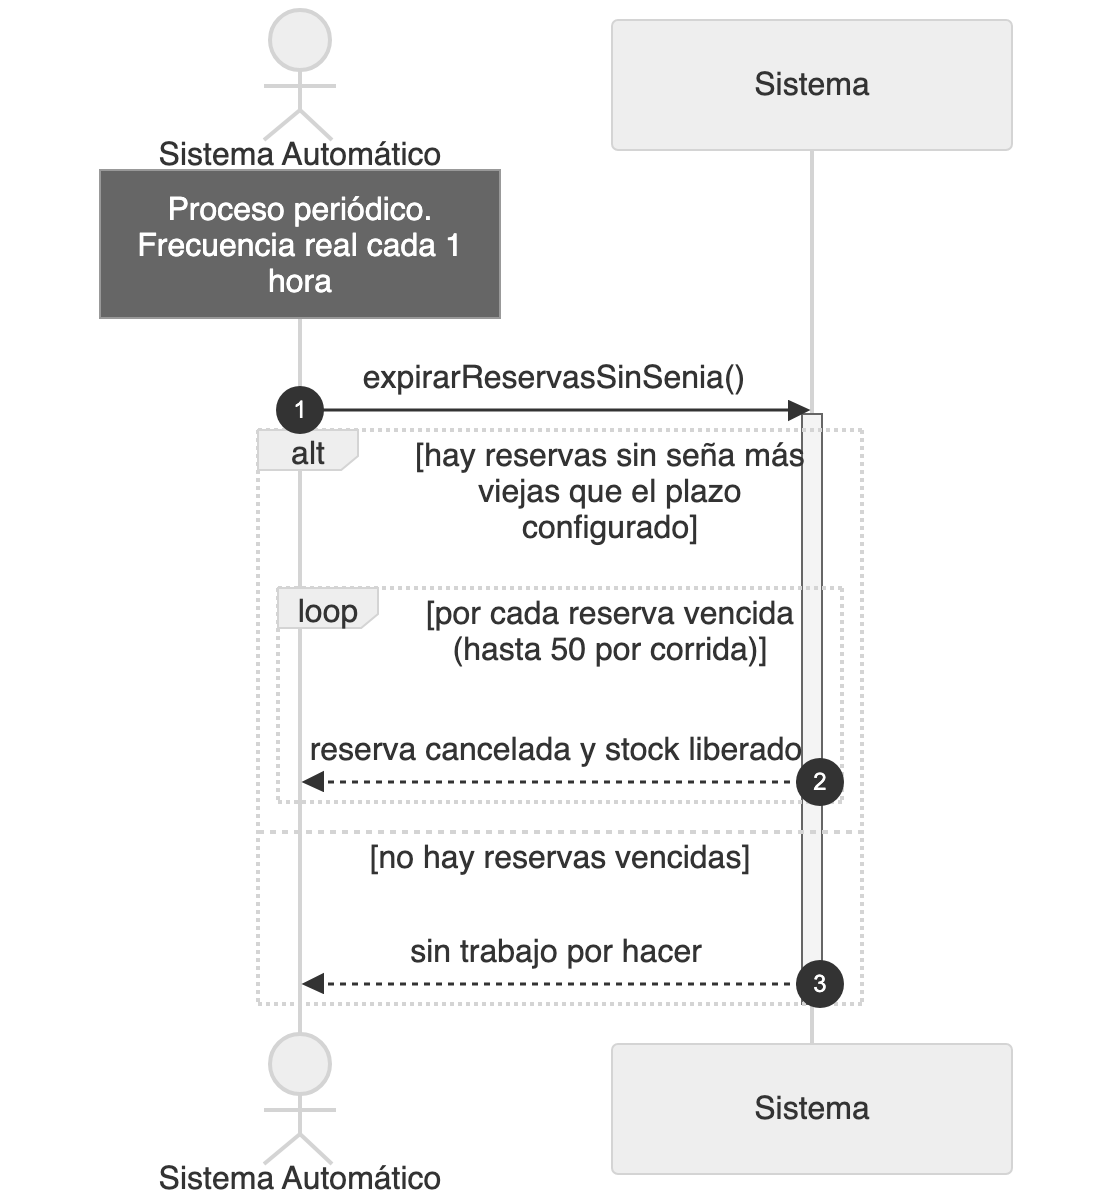 Sistema Automático
Sistema
Proceso periódico.
Frecuencia real cada 1
hora
expirarReservasSinSenia()
1
alt
[hay reservas sin seña más
viejas que el plazo
configurado]
loop
[por cada reserva vencida
(hasta 50 por corrida)]
reserva cancelada y stock liberado
2
[no hay reservas vencidas]
sin trabajo por hacer
3
Sistema Automático
Sistema